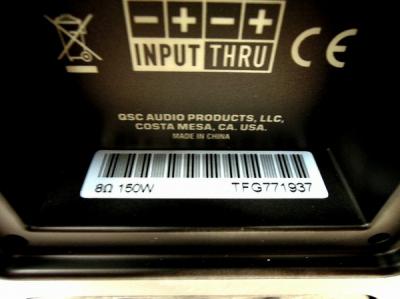 + - + -
INPUT THRU
CE
QSC AUDIO PRODUCTS, LLC,
COSTA MESA, CA. USA.
MADE IN CHINA
8Ω 150W TFG771937